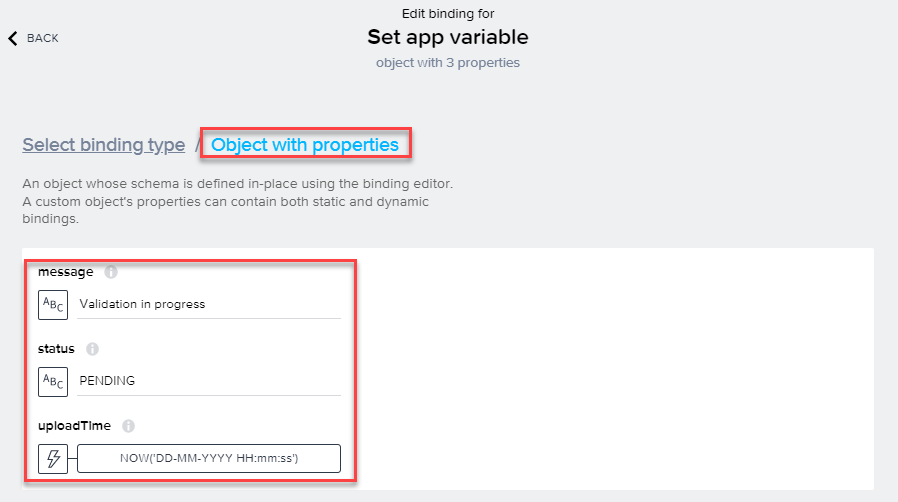 Edit binding for
BACK
Set app variable
object with 3 properties
Select binding type / Object with properties
An object whose schema is defined in-place using the binding editor.
A custom object's properties can contain both static and dynamic
bindings.
message i
ABC Validation in progress
status i
ABC PENDING
uploadTime i
NOW('DD-MM-YYYY HH:mm:ss')